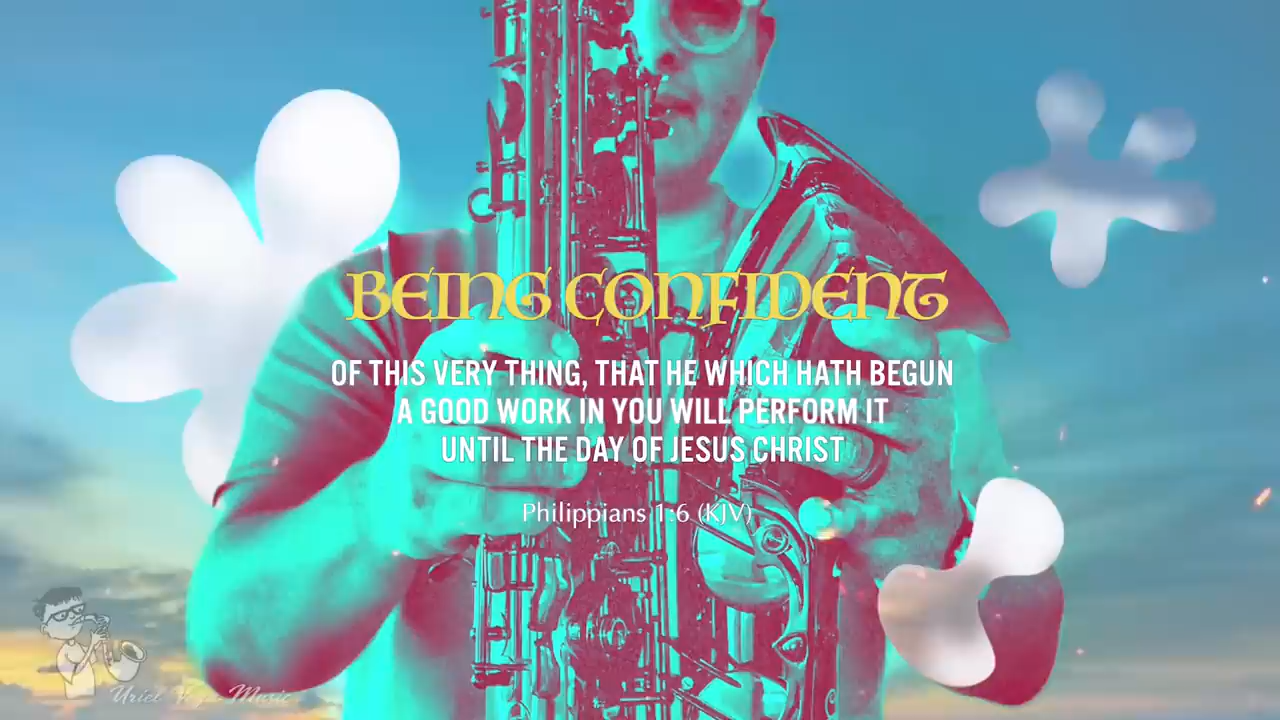 BEING CONFIDENT
OF THIS VERY THING, THAT HE WHICH HATH BEGUN
A GOOD WORK IN YOU WILL PERFORM IT
UNTIL THE DAY OF JESUS CHRIST
Philippians 1:6 (KJV)
Uriel Music